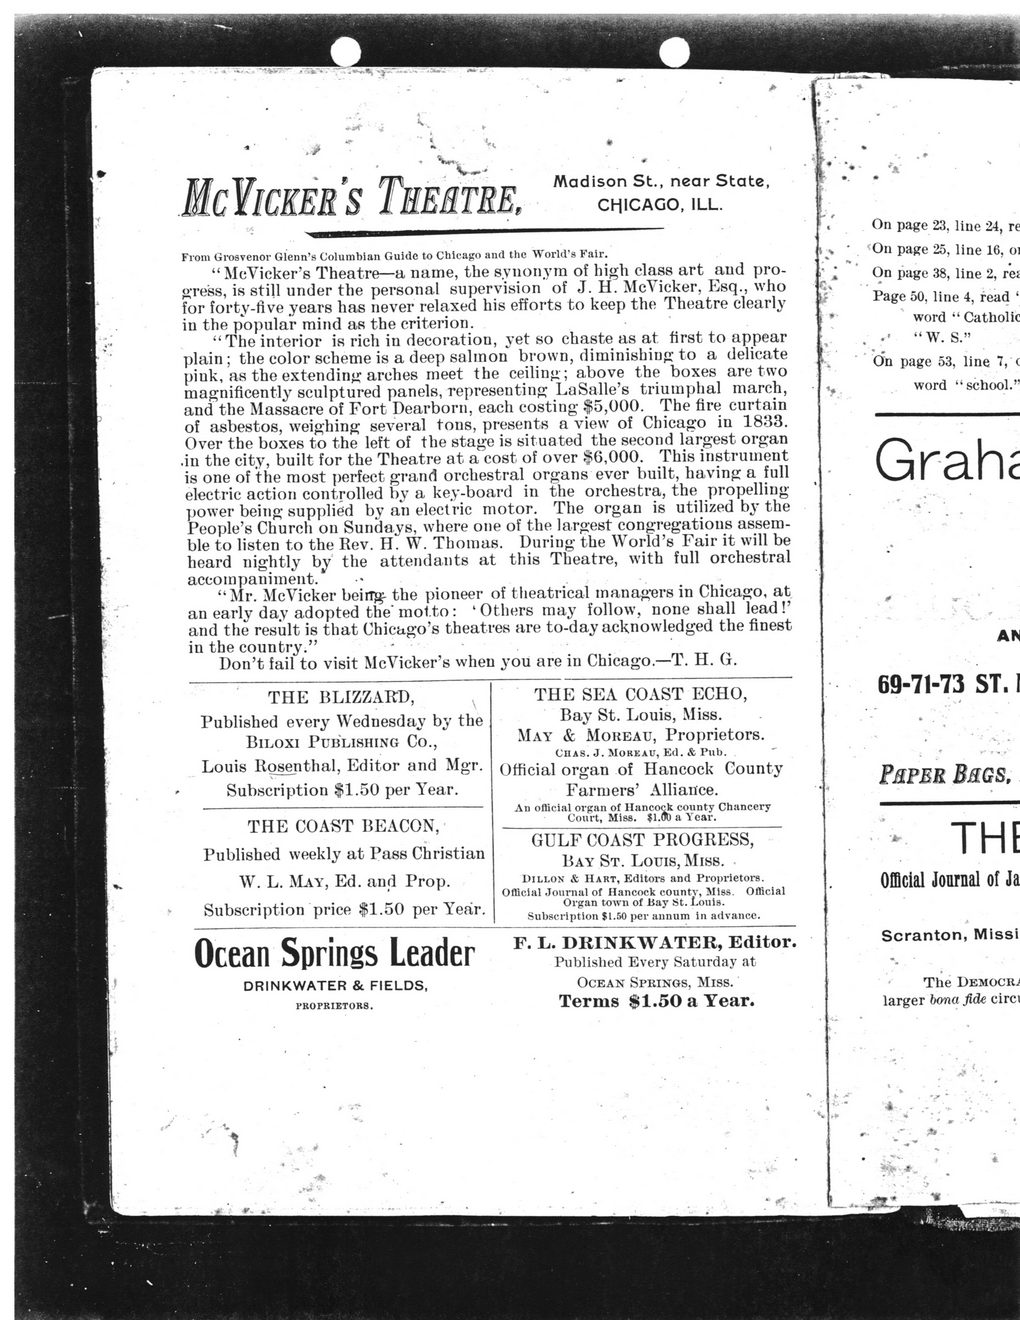 McVicker's Theatre,
Madison St., near State,
CHICAGO, ILL.
From Grosvenor Glenn's Columbian Guide to Chicago and the World's Fair.
"McVicker's Theatre—a name, the synonym of high class art and pro-
gress, is still under the personal supervision of J. H. McVicker, Esq., who
for forty-five years has never relaxed his efforts to keep the Theatre clearly
in the popular mind as the criterion.
"The interior is rich in decoration, yet so chaste as at first to appear
plain; the color scheme is a deep salmon brown, diminishing to a delicate
pink, as the extending arches meet the ceiling; above the boxes are two
magnificently sculptured panels, representing LaSalle's triumphal march,
and the Massacre of Fort Dearborn, each costing $5,000. The fire curtain
of asbestos, weighing several tons, presents a view of Chicago in 1833.
Over the boxes to the left of the stage is situated the second largest organ
in the city, built for the Theatre at a cost of over $6,000. This instrument
is one of the most perfect grand orchestral organs ever built, having a full
electric action controlled by a key-board in the orchestra, the propelling
power being supplied by an electric motor. The organ is utilized by the
People's Church on Sundays, where one of the largest congregations assem-
ble to listen to the Rev. H. W. Thomas. During the World's Fair it will be
heard nightly by the attendants at this Theatre, with full orchestral
accompaniment.
"Mr. McVicker being the pioneer of theatrical managers in Chicago, at
an early day adopted the motto: 'Others may follow, none shall lead!'
and the result is that Chicago's theatres are to-day acknowledged the finest
in the country."
Don't fail to visit McVicker's when you are in Chicago.—T. H. G.
THE BLIZZARD,
Published every Wednesday by the
Biloxi Publishing Co.,
Louis Rosenthal, Editor and Mgr.
Subscription $1.50 per Year.
THE COAST BEACON,
Published weekly at Pass Christian
W. L. May, Ed. and Prop.
Subscription price $1.50 per Year.
THE SEA COAST ECHO,
Bay St. Louis, Miss.
May & Moreau, Proprietors.
Chas. J. Moreau, Ed. & Pub.
Official organ of Hancock County
Farmers' Alliance.
An official organ of Hancock county Chancery
Court, Miss. $1.00 a Year.
GULF COAST PROGRESS,
Bay St. Louis, Miss.
Dillon & Hart, Editors and Proprietors.
Official Journal of Hancock county, Miss. Official
Organ town of Bay St. Louis.
Subscription $1.50 per annum in advance.
Ocean Springs Leader
DRINKWATER & FIELDS,
PROPRIETORS.
F. L. DRINKWATER, Editor.
Published Every Saturday at
Ocean Springs, Miss.
Terms $1.50 a Year.
On page 23, line 24, re
On page 25, line 16, o
On page 38, line 2, rea
Page 50, line 4, read '
word "Catholic
"W. S."
On page 53, line 7,
word "school."
Graha
AN
69-71-73 ST.
Paper Bags,
THE
Official Journal of Ja
Scranton, Missi
The Democra
larger bona fide circu